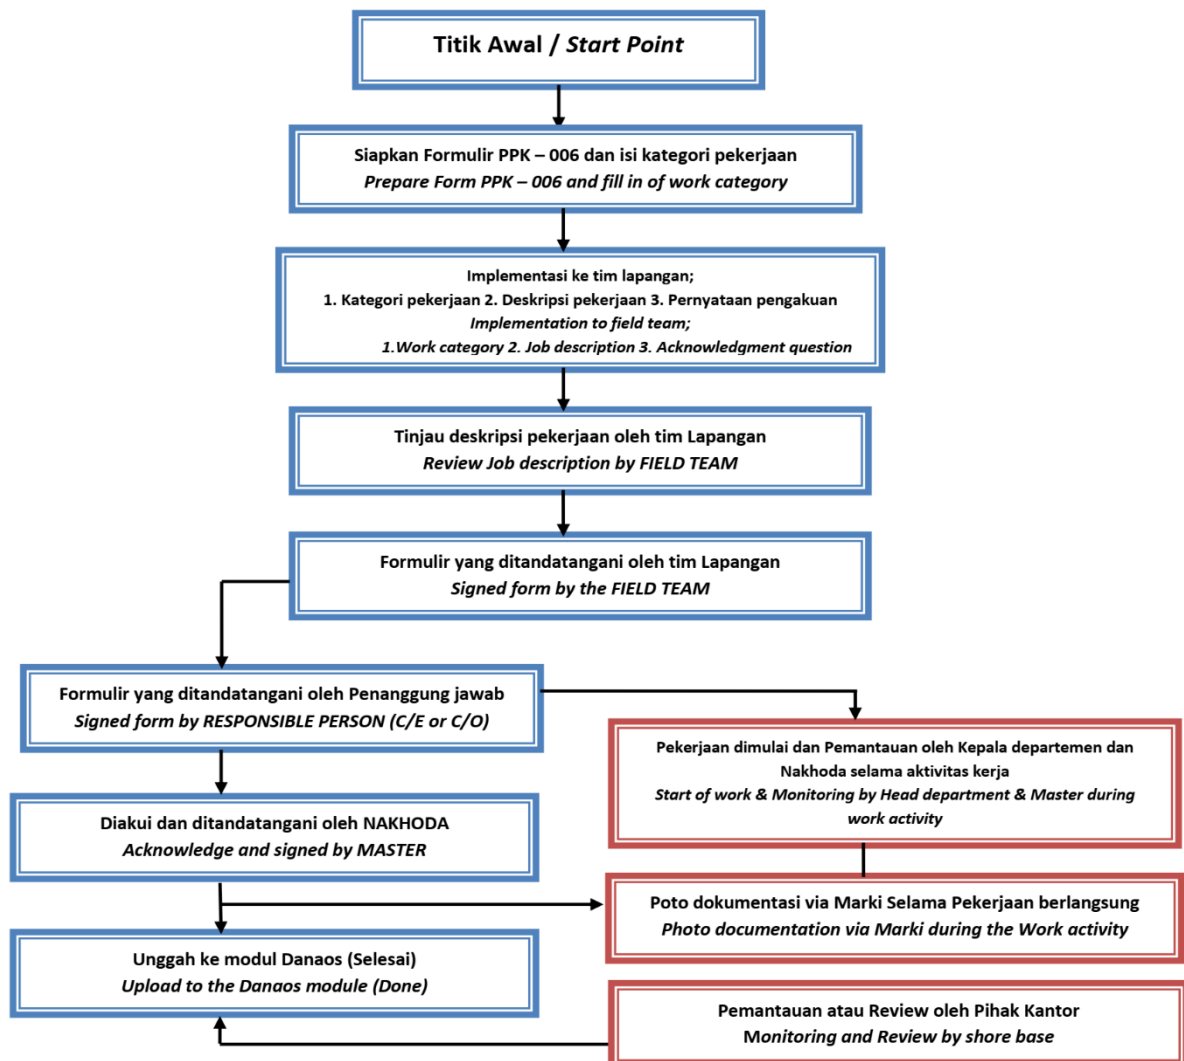 Titik Awal / Start Point
Siapkan Formulir PPK – 006 dan isi kategori pekerjaan
Prepare Form PPK – 006 and fill in of work category
Implementasi ke tim lapangan;
1. Kategori pekerjaan 2. Deskripsi pekerjaan 3. Pernyataan pengakuan
Implementation to field team;
1.Work category 2. Job description 3. Acknowledgment question
Tinjau deskripsi pekerjaan oleh tim Lapangan
Review Job description by FIELD TEAM
Formulir yang ditandatangani oleh tim Lapangan
Signed form by the FIELD TEAM
Formulir yang ditandatangani oleh Penanggung jawab
Signed form by RESPONSIBLE PERSON (C/E or C/O)
Pekerjaan dimulai dan Pemantauan oleh Kepala departemen dan
Nakhoda selama aktivitas kerja
Start of work & Monitoring by Head department & Master during
work activity
Diakui dan ditandatangani oleh NAKHODA
Acknowledge and signed by MASTER
Poto dokumentasi via Marki Selama Pekerjaan berlangsung
Photo documentation via Marki during the Work activity
Unggah ke modul Danaos (Selesai)
Upload to the Danaos module (Done)
Pemantauan atau Review oleh Pihak Kantor
Monitoring and Review by shore base